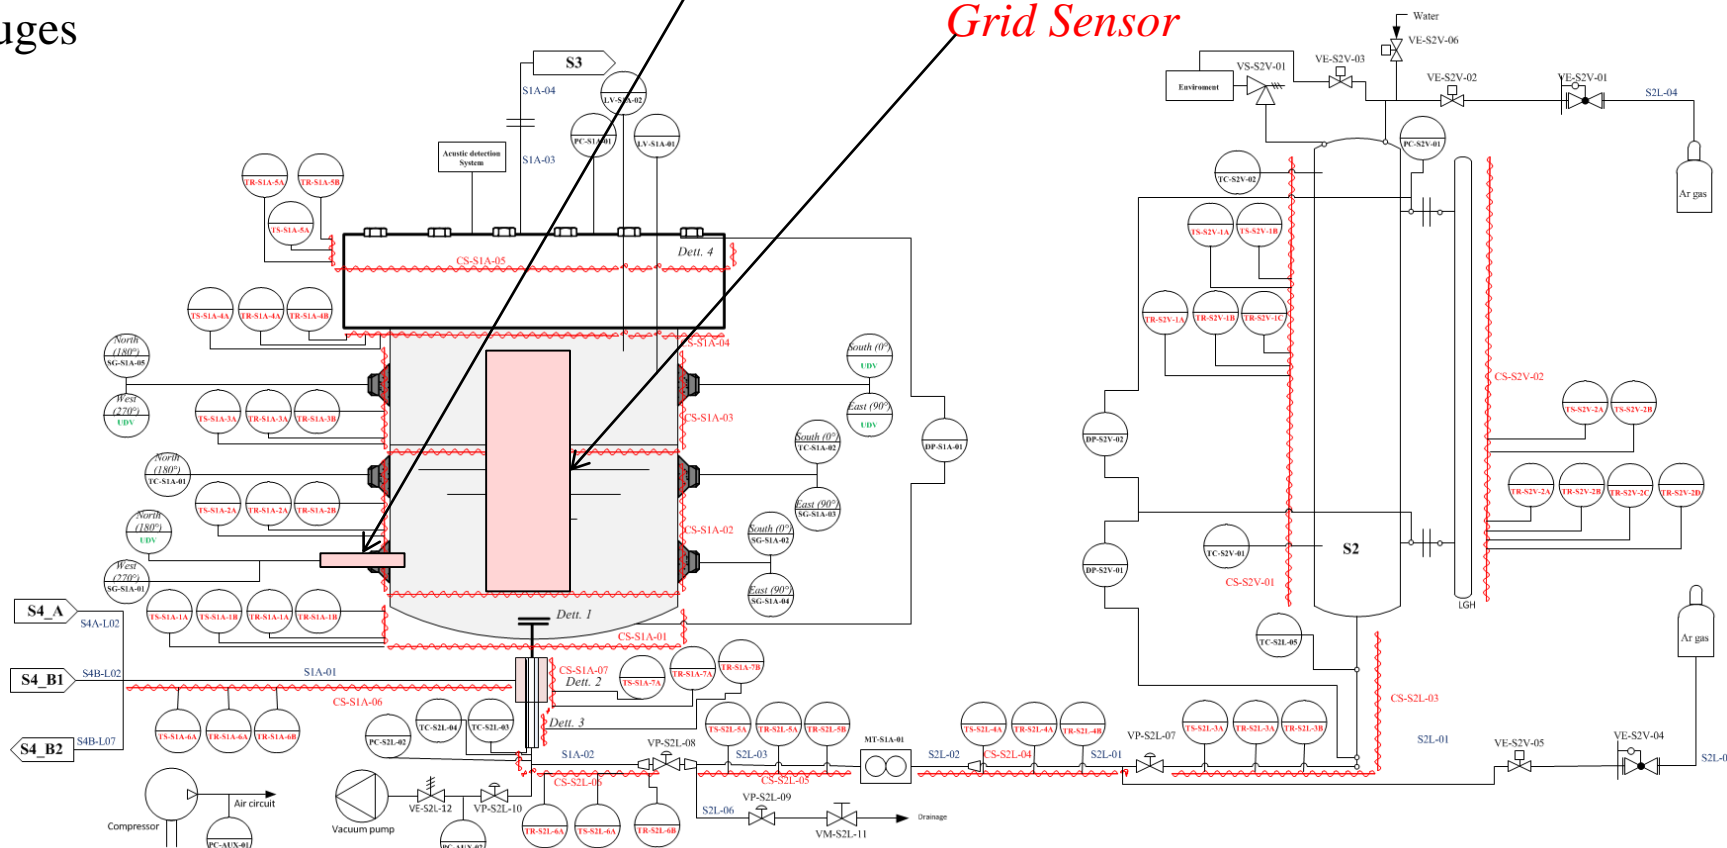 uges
Grid Sensor
S3
S1A-04
LV-S1A-02
PC-S1A-01
LV-S1A-01
S1A-03
Acustic detection
System
TR-S1A-5A
TR-S1A-5B
TS-S1A-5A
CS-S1A-05
Dett. 4
TS-S1A-4A
TR-S1A-4A
TR-S1A-4B
CS-S1A-04
North
(180°)
SG-S1A-05
West
(270°)
UDV
South (0°)
UDV
East (90°)
UDV
TS-S1A-3A
TR-S1A-3A
TR-S1A-3B
CS-S1A-03
North
(180°)
TC-S1A-01
South (0°)
TC-S1A-02
East (90°)
SG-S1A-03
DP-S1A-01
TS-S1A-2A
TR-S1A-2A
TR-S1A-2B
CS-S1A-02
North
(180°)
UDV
West
(270°)
SG-S1A-01
South (0°)
SG-S1A-02
East (90°)
SG-S1A-04
TS-S1A-1A
TS-S1A-1B
TR-S1A-1A
TR-S1A-1B
Dett. 1
CS-S1A-01
S4_A
S4A-L02
S4_B1
S4B-L02
S1A-01
CS-S1A-06
S4_B2
S4B-L07
TS-S1A-6A
TR-S1A-6A
TR-S1A-6B
CS-S1A-07
Dett. 2
TS-S1A-7A
TR-S1A-7A
TR-S1A-7B
Dett. 3
PC-S2L-02
TC-S2L-04
TC-S2L-03
S1A-02
VP-S2L-08
S2L-03
TS-S2L-5A
TR-S2L-5A
TR-S2L-5B
CS-S2L-05
MT-S1A-01
S2L-02
CS-S2L-04
S2L-01
TS-S2L-4A
TR-S2L-4A
TR-S2L-4B
VP-S2L-07
TS-S2L-3A
TR-S2L-3A
TR-S2L-3B
CS-S2L-03
S2L-01
VE-S2V-05
VE-S2V-04
Compressor
Air circuit
PC-AUX-01
Vacuum pump
VE-S2L-12
VP-S2L-10
PC-AUX-02
TR-S2L-6A
TS-S2L-6A
TR-S2L-6B
S2L-06
VP-S2L-09
VM-S2L-11
Drainage
Water
VE-S2V-06
VE-S2V-03
VS-S2V-01
Enviroment
VE-S2V-02
VE-S2V-01
S2L-04
Ar gas
PC-S2V-01
TC-S2V-02
TS-S2V-1A
TS-S2V-1B
TR-S2V-1A
TR-S2V-1B
TR-S2V-1C
CS-S2V-02
TS-S2V-2A
TS-S2V-2B
DP-S2V-02
TR-S2V-2A
TR-S2V-2B
TR-S2V-2C
TR-S2V-2D
TC-S2V-01
S2
DP-S2V-01
CS-S2V-01
LGH
TC-S2L-05
Ar gas